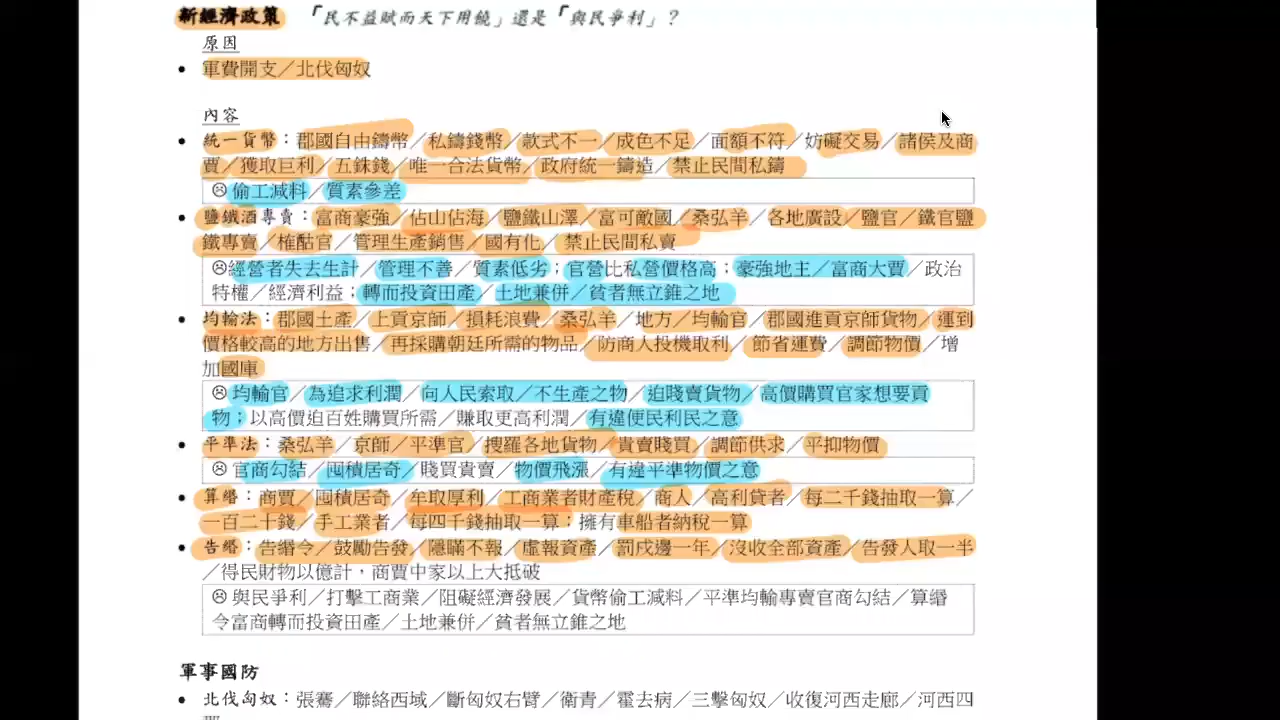 新經濟政策 「民不益賦而天下用饒」還是「與民爭利」？
原因
• 軍費開支／北伐匈奴
內容
• 統一貨幣：郡國自由鑄幣／私鑄錢幣／款式不一／成色不足／面額不符／妨礙交易／諸侯及商
賈／獲取巨利／五銖錢／唯一合法貨幣／政府統一鑄造／禁止民間私鑄
☹ 偷工減料／質素參差
• 鹽鐵酒專賣：富商豪強／佔山佔海／鹽鐵山澤／富可敵國／桑弘羊／各地廣設／鹽官／鐵官鹽
鐵專賣／榷酤官／管理生產銷售／國有化／禁止民間私賣
☹經營者失去生計／管理不善／質素低劣；官營比私營價格高；豪強地主／富商大賈／政治
特權／經濟利益；轉而投資田產／土地兼併／貧者無立錐之地
• 均輸法：郡國土產／上貢京師／損耗浪費／桑弘羊／地方／均輸官／郡國進貢京師貨物／運到
價格較高的地方出售／再採購朝廷所需的物品／防商人投機取利／節省運費／調節物價／增
加國庫
☹ 均輸官／為追求利潤／向人民索取／不生產之物／迫賤賣貨物／高價購買官家想要貢
物；以高價迫百姓購買所需／賺取更高利潤／有違便民利民之意
• 平準法：桑弘羊／京師／平準官／搜羅各地貨物／貴賣賤買／調節供求／平抑物價
☹ 官商勾結／囤積居奇／賤買貴賣／物價飛漲／有違平準物價之意
• 算緡：商賈／囤積居奇／牟取厚利／工商業者財產稅／商人／高利貸者／每二千錢抽取一算／
一百二十錢／手工業者／每四千錢抽取一算；擁有車船者納稅一算
• 告緡：告緡令／鼓勵告發／隱瞞不報／虛報資產／罰戍邊一年／沒收全部資產／告發人取一半
／得民財物以億計，商賈中家以上大抵破
☹ 與民爭利／打擊工商業／阻礙經濟發展／貨幣偷工減料／平準均輸專賣官商勾結／算緡
令富商轉而投資田產／土地兼併／貧者無立錐之地
軍事國防
• 北伐匈奴：張騫／聯絡西域／斷匈奴右臂／衛青／霍去病／三擊匈奴／收復河西走廊／河西四